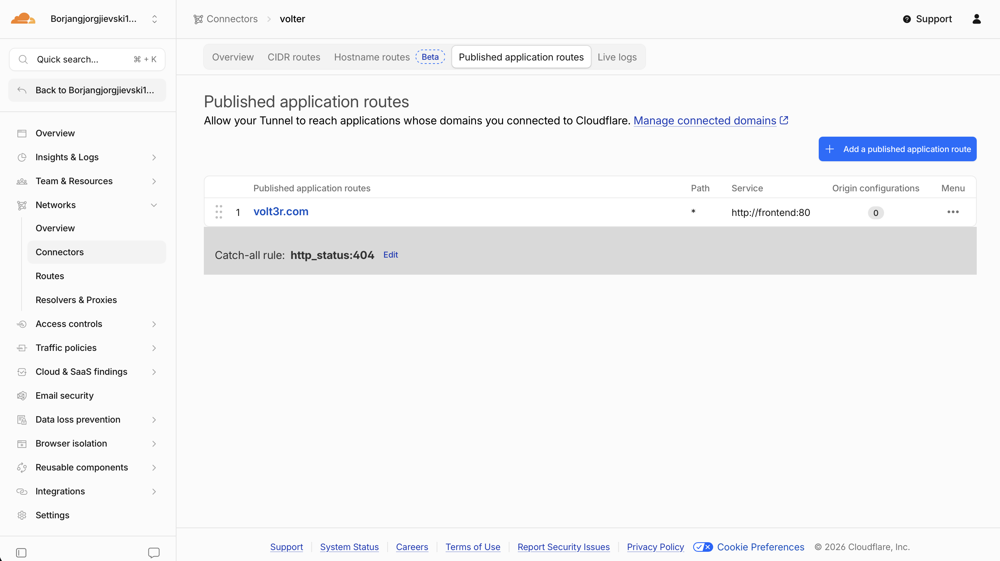 Borjangjorgjievski1...
Connectors
volter
Support
Quick search...
⌘ + K
Back to Borjangjorgjievski1...
Overview
Insights & Logs
Team & Resources
Networks
Overview
Connectors
Routes
Resolvers & Proxies
Access controls
Traffic policies
Cloud & SaaS findings
Email security
Data loss prevention
Browser isolation
Reusable components
Integrations
Settings
Overview
CIDR routes
Hostname routes
Beta
Published application routes
Live logs
Published application routes
Allow your Tunnel to reach applications whose domains you connected to Cloudflare. Manage connected domains
Add a published application route
Published application routes Path Service Origin configurations Menu
1 volt3r.com * http://frontend:80 0
Catch-all rule: http_status:404 Edit
Support System Status Careers Terms of Use Report Security Issues Privacy Policy Cookie Preferences © 2026 Cloudflare, Inc.